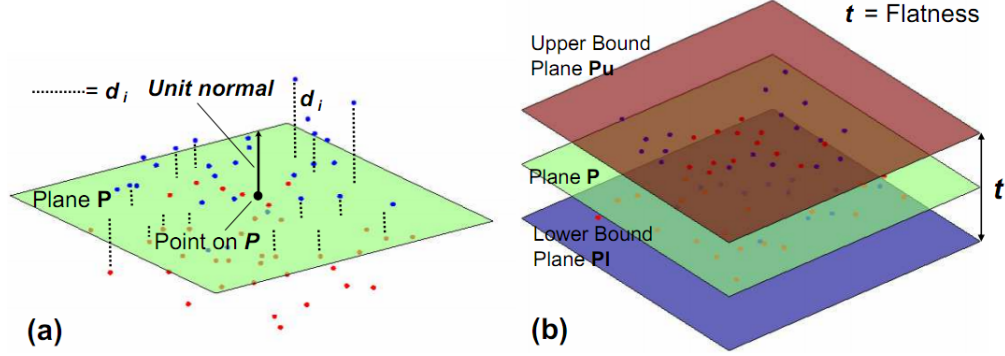 ............= d i
Unit normal
d i
Plane P
Point on P
(a)
t = Flatness
Upper Bound
Plane Pu
Plane P
t
Lower Bound
Plane Pl
(b)